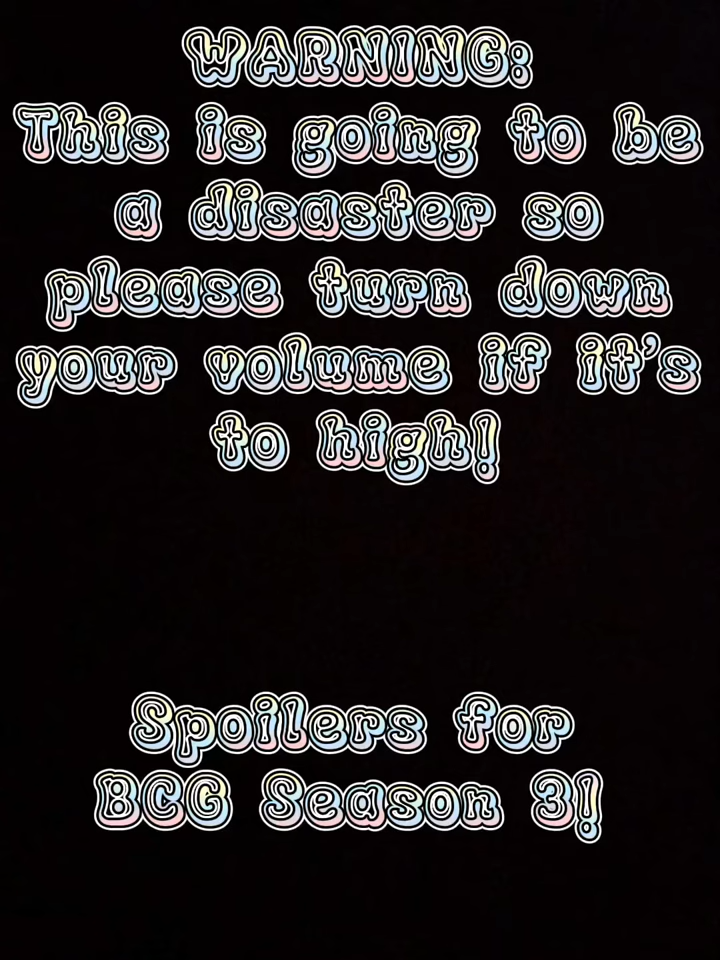 WARNING:
This is going to be
a disaster so
please turn down
your volume if it's
to high!
Spoilers for
BCG Season 3!